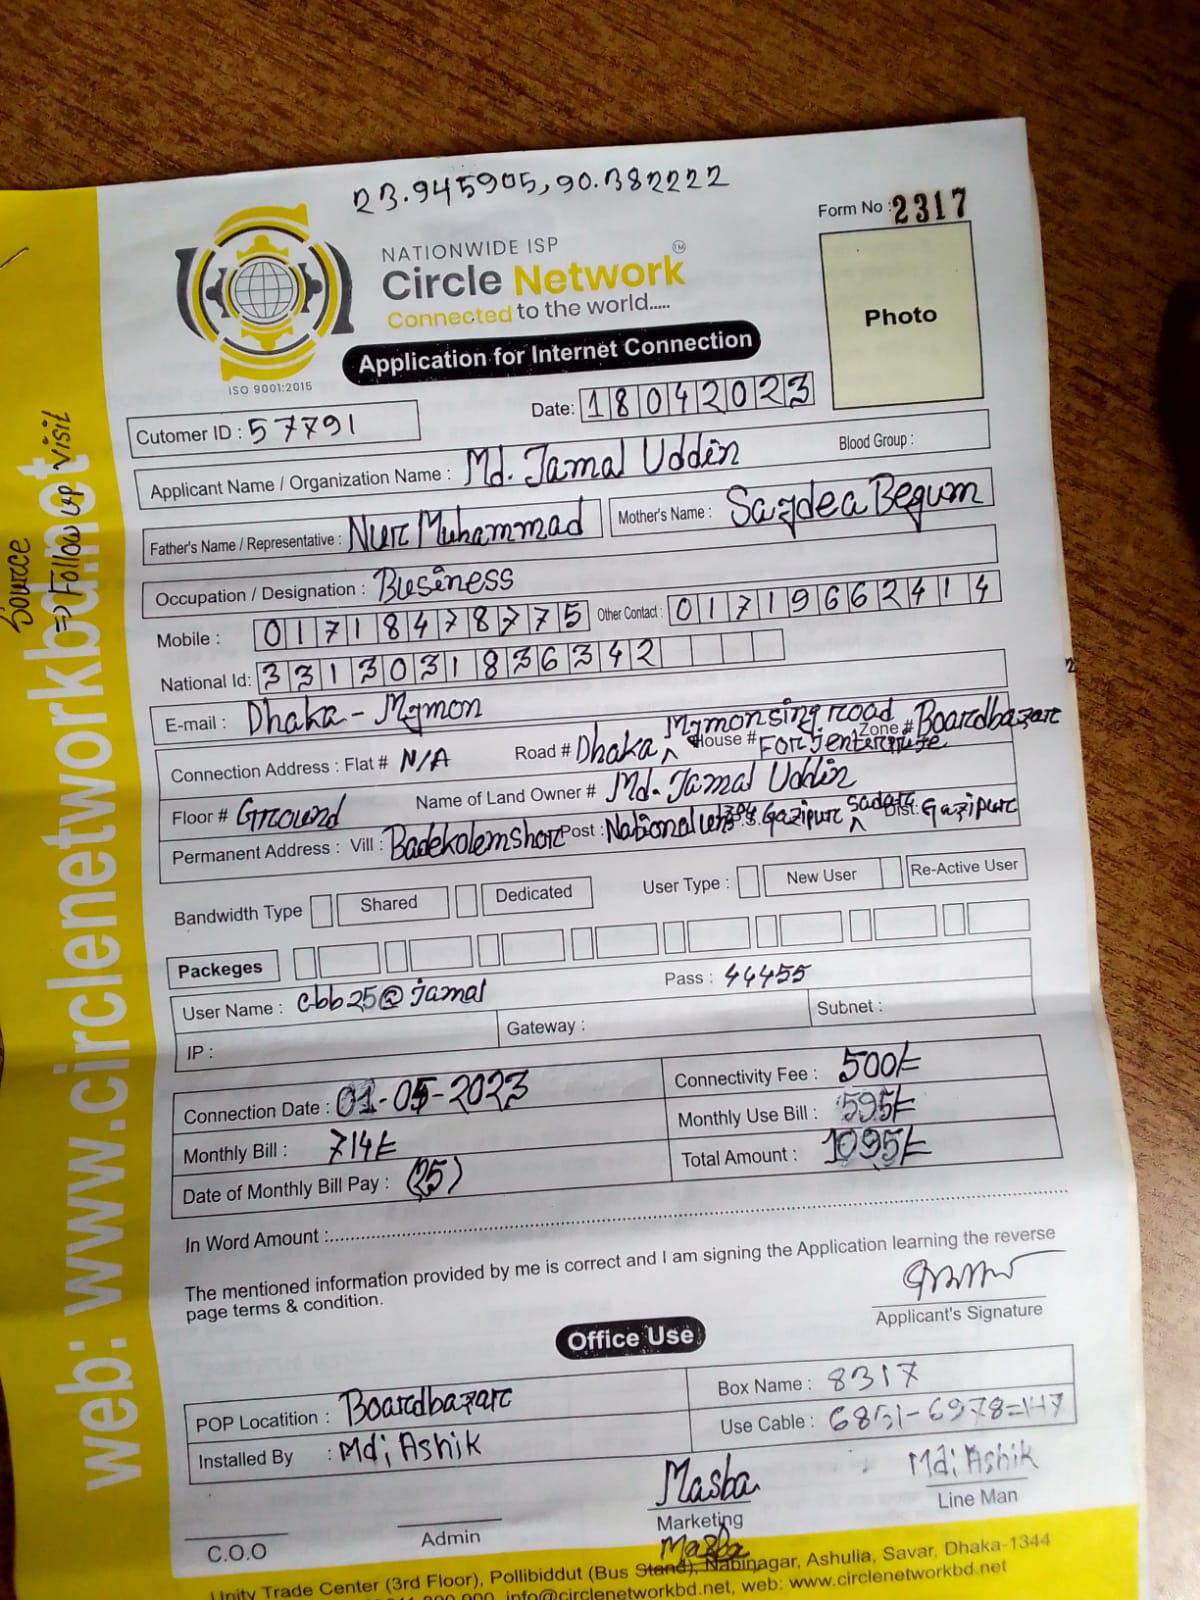 23.945905, 90.382222
Form No : 2317
NATIONWIDE ISP
Circle Network TM
Connected to the world.....
ISO 9001:2015
Photo
Application for Internet Connection
Cutomer ID : 57791
Date: 18042023
Applicant Name / Organization Name : Md. Jamal Uddin Blood Group :
Father's Name / Representative : Nur Muhammad Mother's Name : Sazdea Begum
Occupation / Designation : Business
Mobile : 01718478775 Other Contact : 01719662414
National Id: 3313031836342
E-mail : Dhaka - Mymon
Connection Address : Flat # N/A Road # Dhaka Mymonsing road House # Forj enterprise Zone # Boardbazar
Floor # Ground Name of Land Owner # Md. Jamal Uddin
Permanent Address : Vill : Badekolemshor Post : National P.S. Gazipur Sadar Dist: Gazipur
Bandwidth Type Shared Dedicated User Type : New User Re-Active User
Packeges
User Name : cbb25@jamal Pass : 44455
IP : Gateway : Subnet :
Connection Date : 01-05-2023 Connectivity Fee : 500/-
Monthly Bill : 714/- Monthly Use Bill : 595/-
Date of Monthly Bill Pay : (25) Total Amount : 1095/-
In Word Amount :
The mentioned information provided by me is correct and I am signing the Application learning the reverse
page terms & condition.
Applicant's Signature
Office Use
POP Locatition : Boardbazar Box Name : 8317
Installed By : Md; Ashik Use Cable : 6831-6978=147
Masba
Md; Ashik
C.O.O Admin Marketing Line Man
Masba
Unity Trade Center (3rd Floor), Pollibiddut (Bus Stand), Nabinagar, Ashulia, Savar, Dhaka-1344
info@circlenetworkbd.net, web: www.circlenetworkbd.net
web: www.circlenetworkbd.net
Source
=> Follow up visit